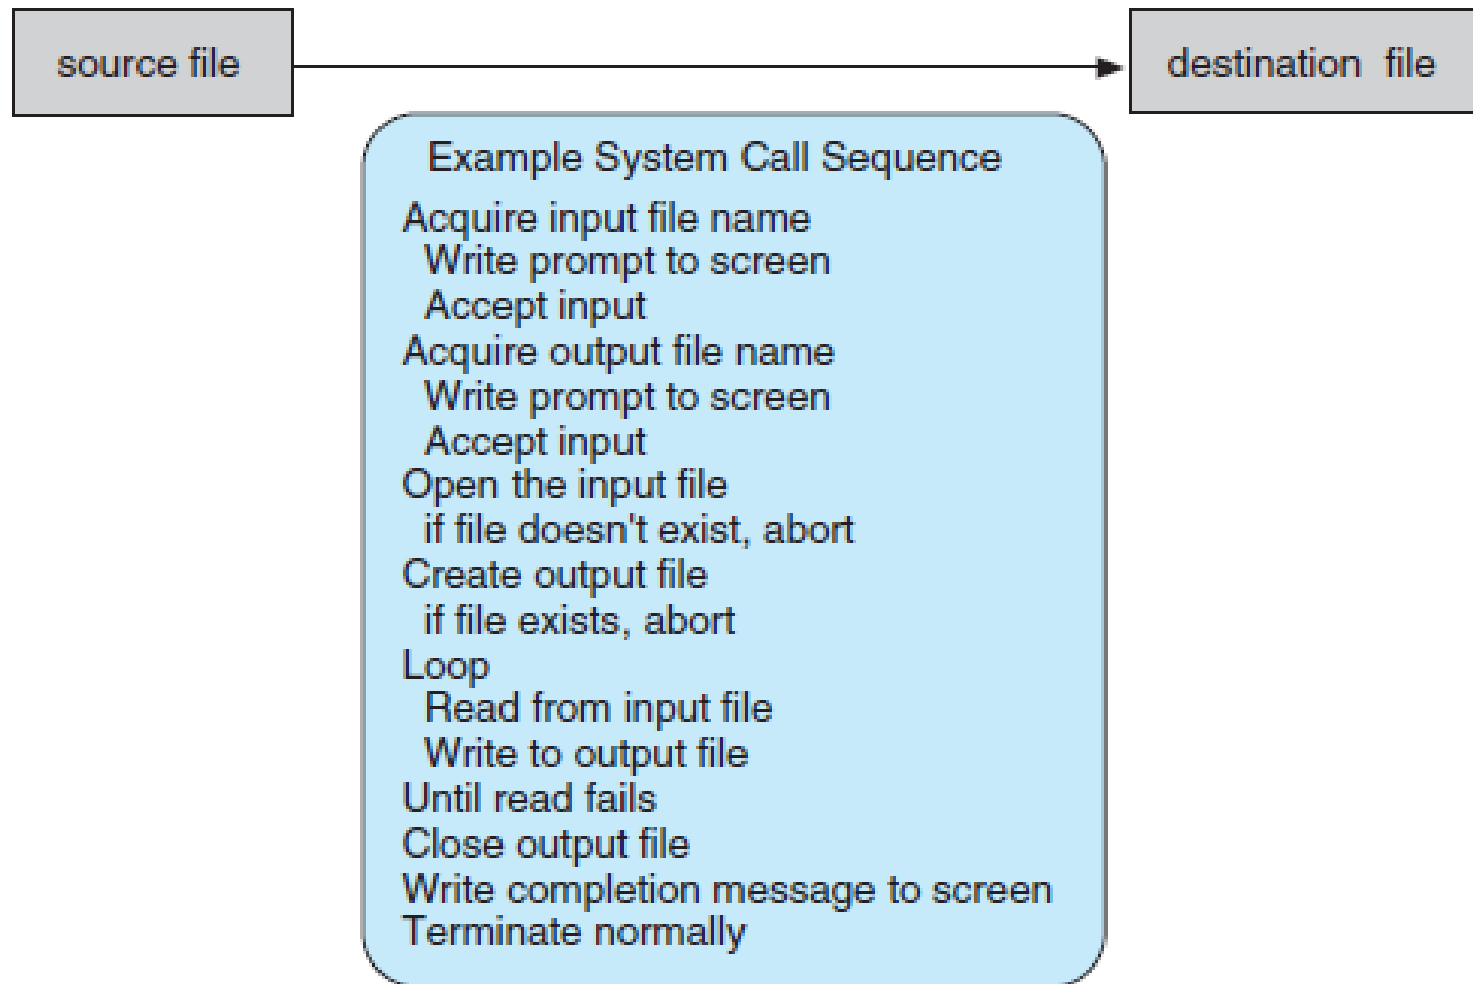 source file
destination file
Example System Call Sequence
Acquire input file name
Write prompt to screen
Accept input
Acquire output file name
Write prompt to screen
Accept input
Open the input file
if file doesn't exist, abort
Create output file
if file exists, abort
Loop
Read from input file
Write to output file
Until read fails
Close output file
Write completion message to screen
Terminate normally